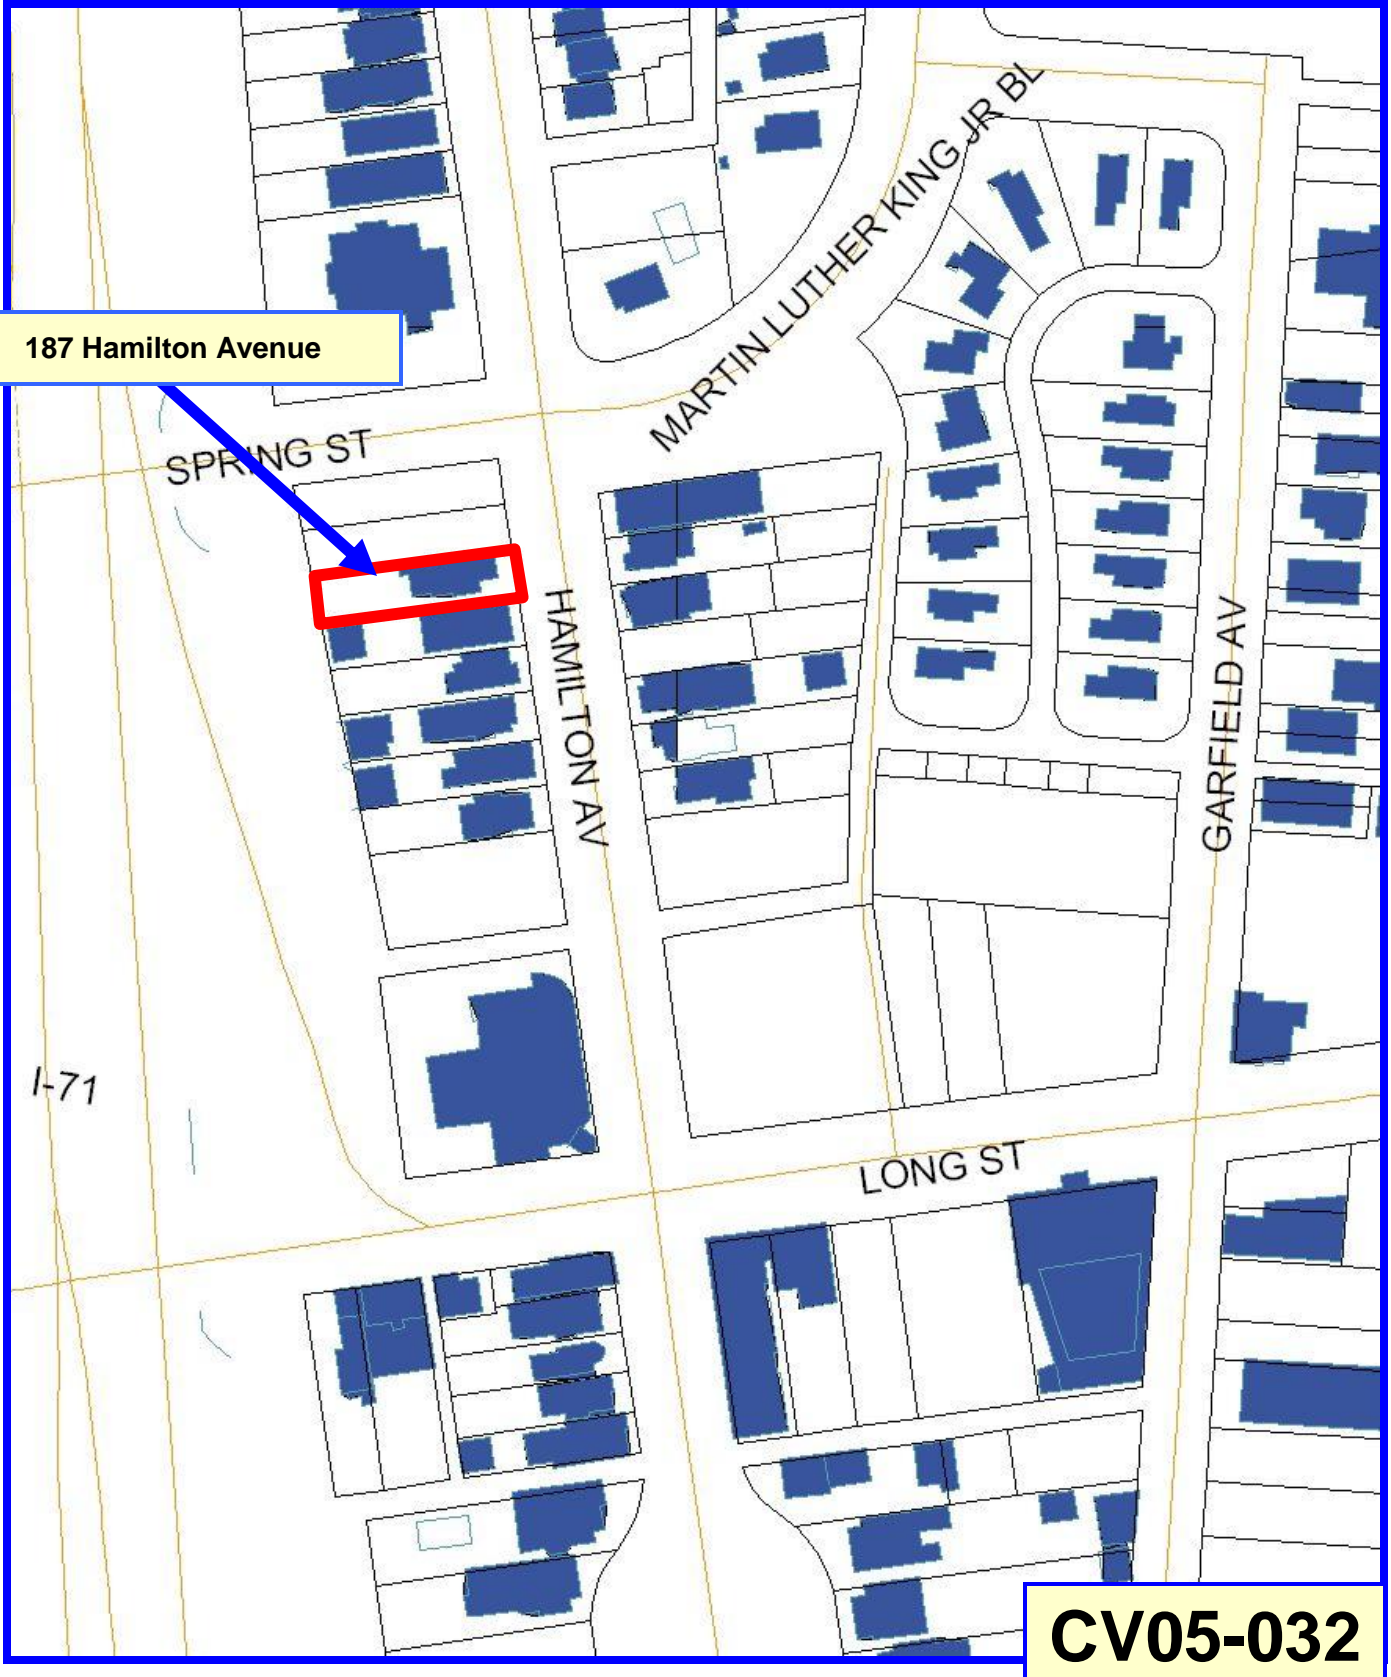 MARTIN LUTHER KING JR BL
187 Hamilton Avenue
SPRING ST
HAMILTON AV
GARFIELD AV
I-71
LONG ST
CV05-032